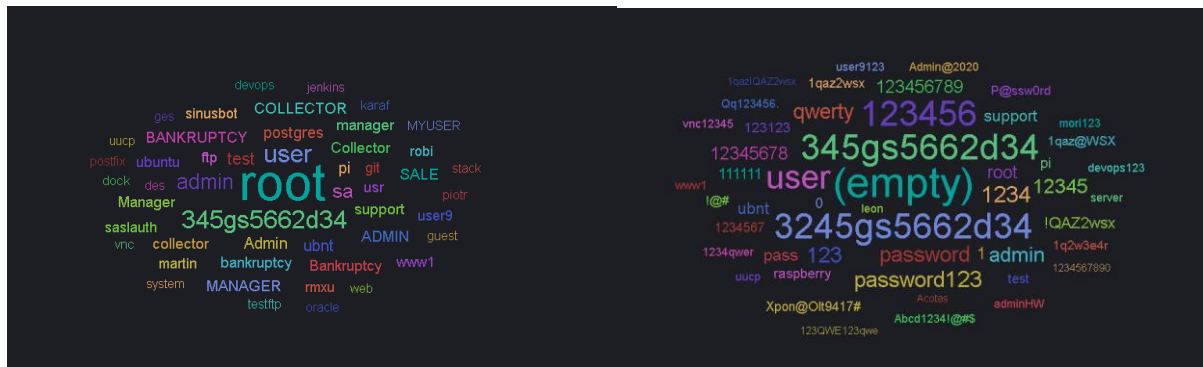 devops jenkins
ges sinusbot COLLECTOR karaf
uucp BANKRUPTCY postgres manager MYUSER
postfix ubuntu ftp test user Collector robi
dock des admin root pi git SALE stack
Manager sa usr piotr
saslauth 345gs5662d34 support user9
vnc collector Admin ubnt ADMIN guest
martin bankruptcy Bankruptcy www1
system MANAGER rmxu web
testftp oracle
user9123 Admin@2020
1qaz!QAZ2wsx 1qaz2wsx 123456789 P@ssw0rd
Qq123456. qwerty 123456 support
vnc12345 123123 mori123
12345678 345gs5662d34 1qaz@WSX
www1 111111 user (empty) root pi devops123
!@# ubnt 0 leon 1234 12345 server
1234567 3245gs5662d34 !QAZ2wsx
1234qwer pass 123 password 1 admin 1q2w3e4r
uucp raspberry password123 test 1234567890
Xpon@Olt9417# Acotas adminHW
Abcd1234!@#$
123QWE123qwe